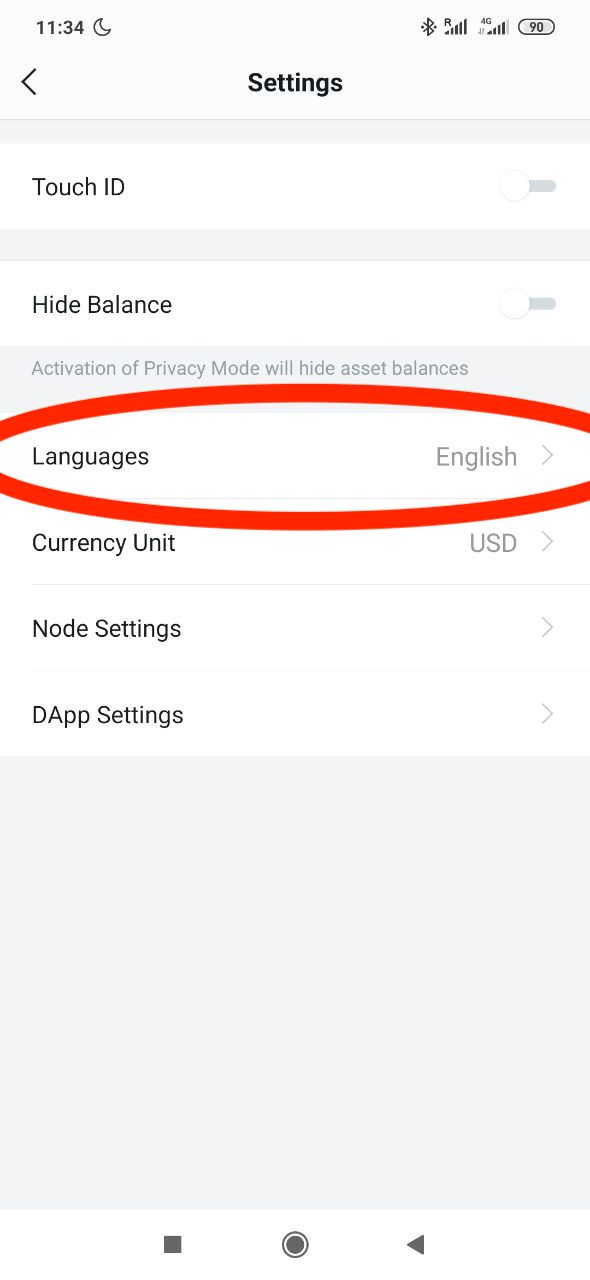 11:34 R 4G 90
Settings
Touch ID
Hide Balance
Activation of Privacy Mode will hide asset balances
Languages English
Currency Unit USD
Node Settings
DApp Settings